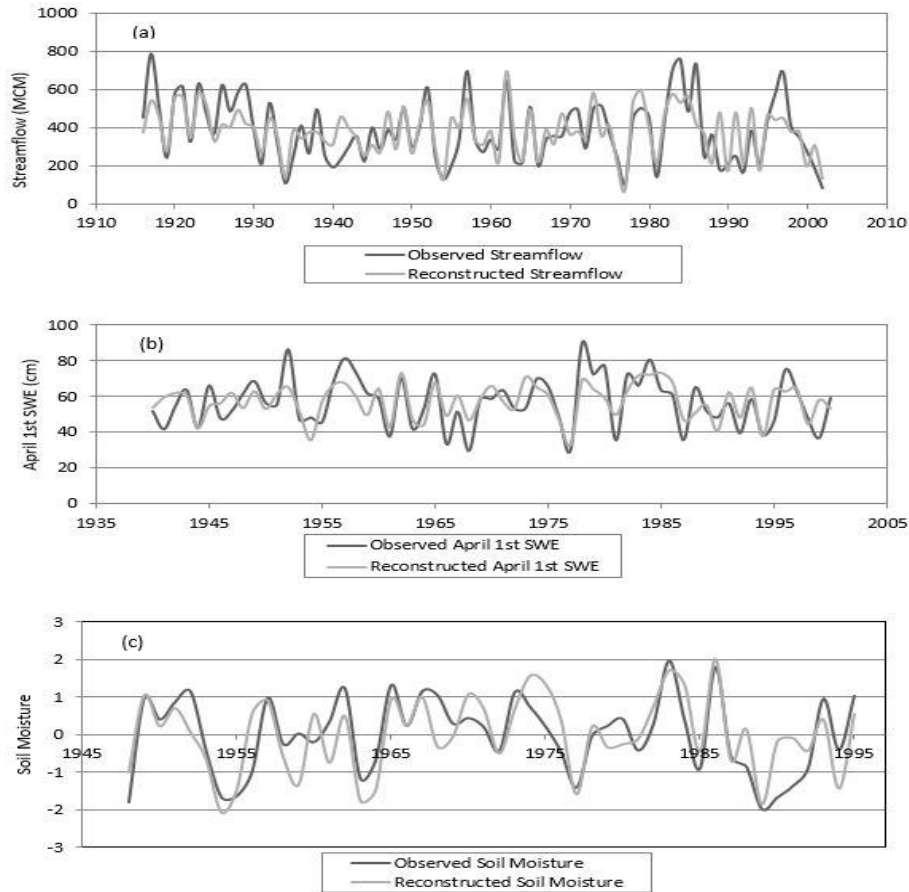 (a)
Streamflow (MCM)
1000
800
600
400
200
0
1910 1920 1930 1940 1950 1960 1970 1980 1990 2000 2010
Observed Streamflow
Reconstructed Streamflow
(b)
April 1st SWE (cm)
100
80
60
40
20
0
1935 1945 1955 1965 1975 1985 1995 2005
Observed April 1st SWE
Reconstructed April 1st SWE
(c)
Soil Moisture
3
2
1
0
-1
-2
-3
1945 1955 1965 1975 1985 1995
Observed Soil Moisture
Reconstructed Soil Moisture